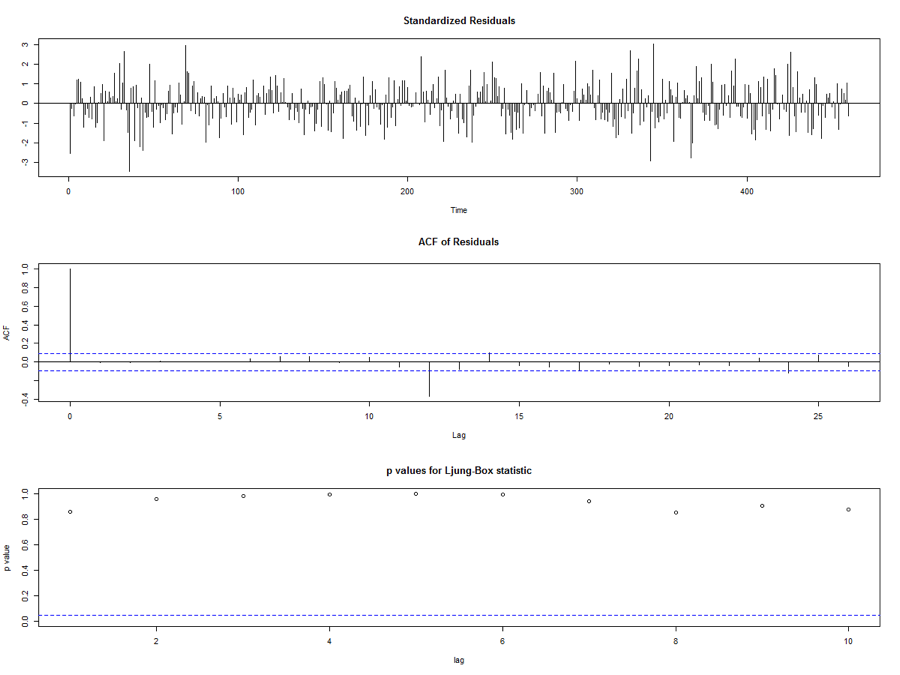 Standardized Residuals
3
2
1
0
-1
-2
-3
0 100 200 300 400
Time
ACF of Residuals
ACF
1.0
0.8
0.6
0.4
0.2
0.0
-0.4
0 5 10 15 20 25
Lag
p values for Ljung-Box statistic
p value
1.0
0.8
0.6
0.4
0.2
0.0
2 4 6 8 10
lag